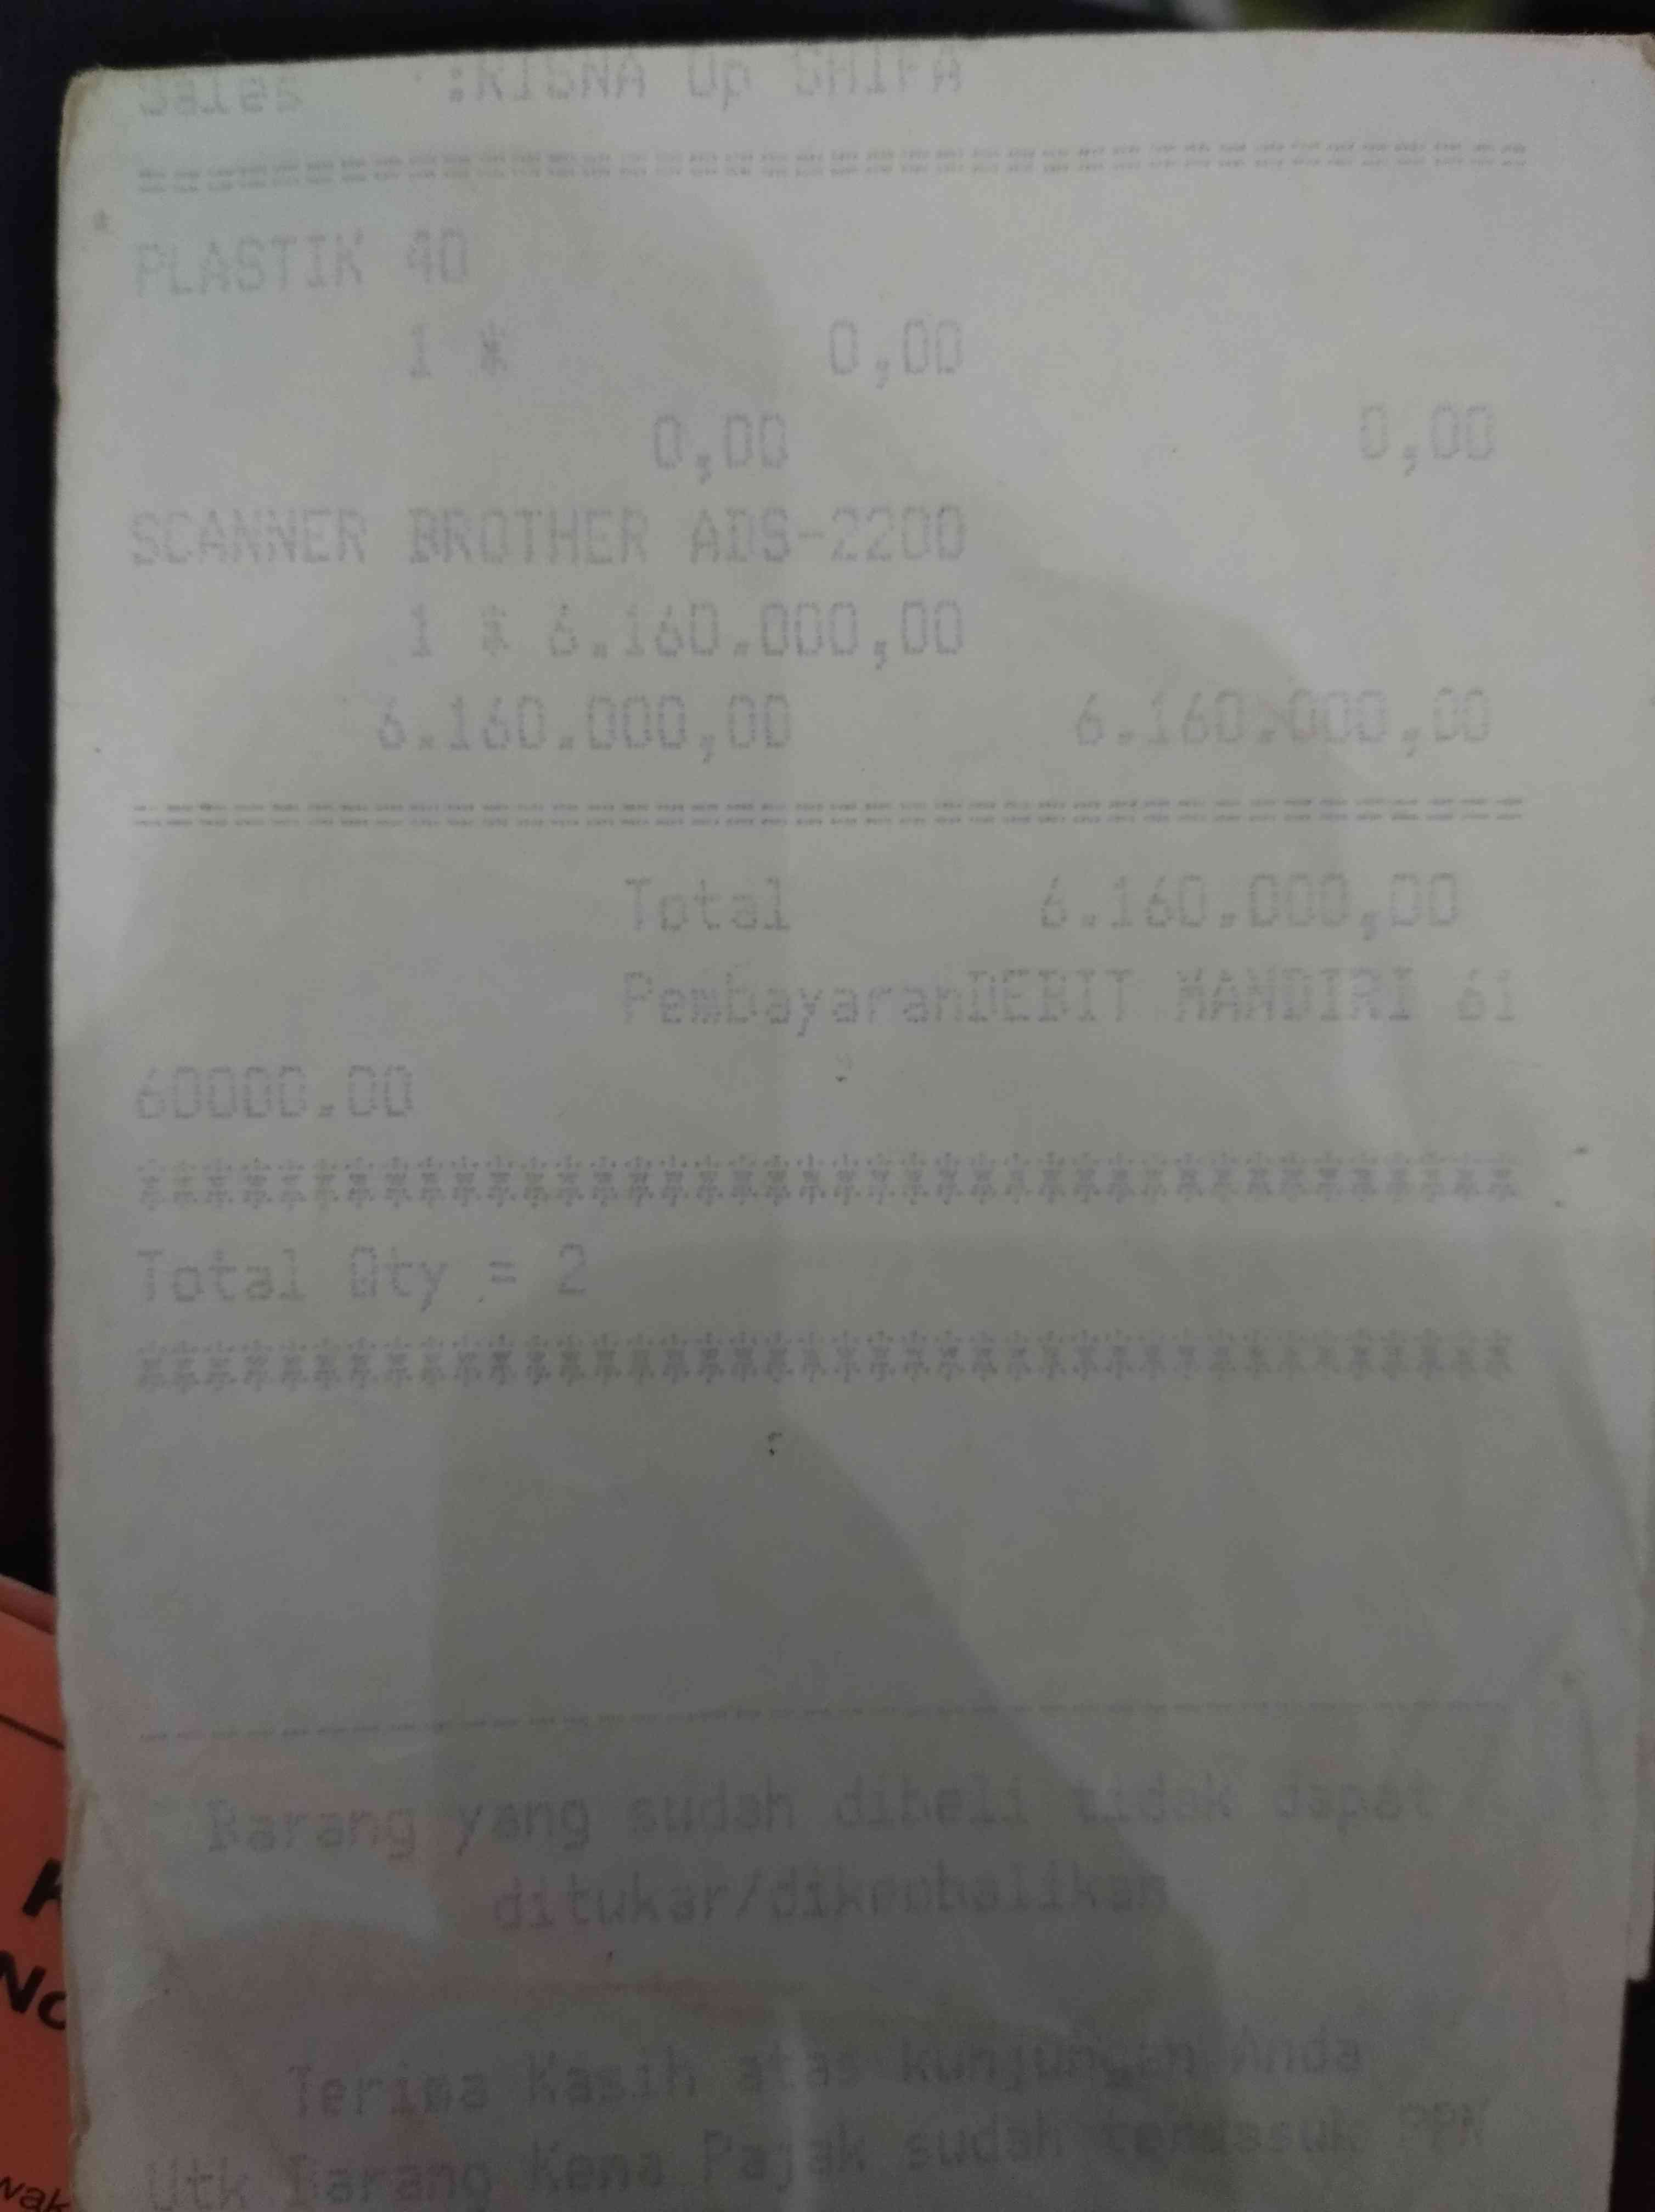 Sales :RISNA Op SHIFA
PLASTIK 40
1 * 0,00
0,00 0,00
SCANNER BROTHER ADS-2200
1 * 6.160.000,00
6.160.000,00 6.160.000,00
Total 6.160.000,00
PembayaranDEBIT MANDIRI 61
60000.00
****************************************
Total Qty = 2
****************************************
Barang yang sudah dibeli tidak dapat
ditukar/dikmobalikan
Terima Kasih atas kunjungan Anda
Utk Barang Kena Pajak sudah termasuk PPN